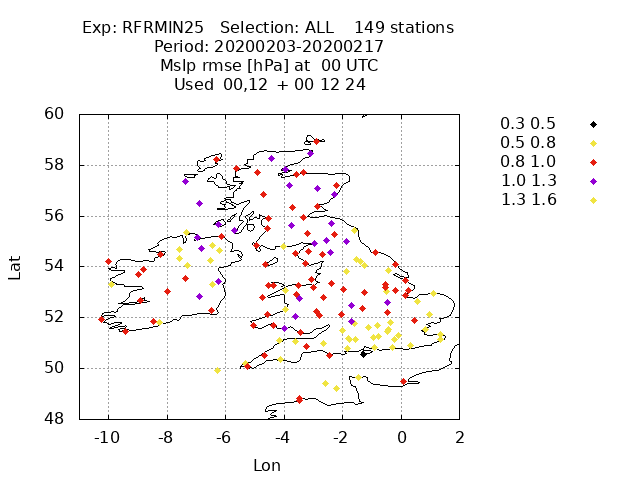 Exp: RFRMIN25 Selection: ALL 149 stations
Period: 20200203-20200217
Mslp rmse [hPa] at 00 UTC
Used 00,12 + 00 12 24
60
58
56
54
52
50
48
Lat
-10 -8 -6 -4 -2 0 2
Lon
0.3 0.5
0.5 0.8
0.8 1.0
1.0 1.3
1.3 1.6